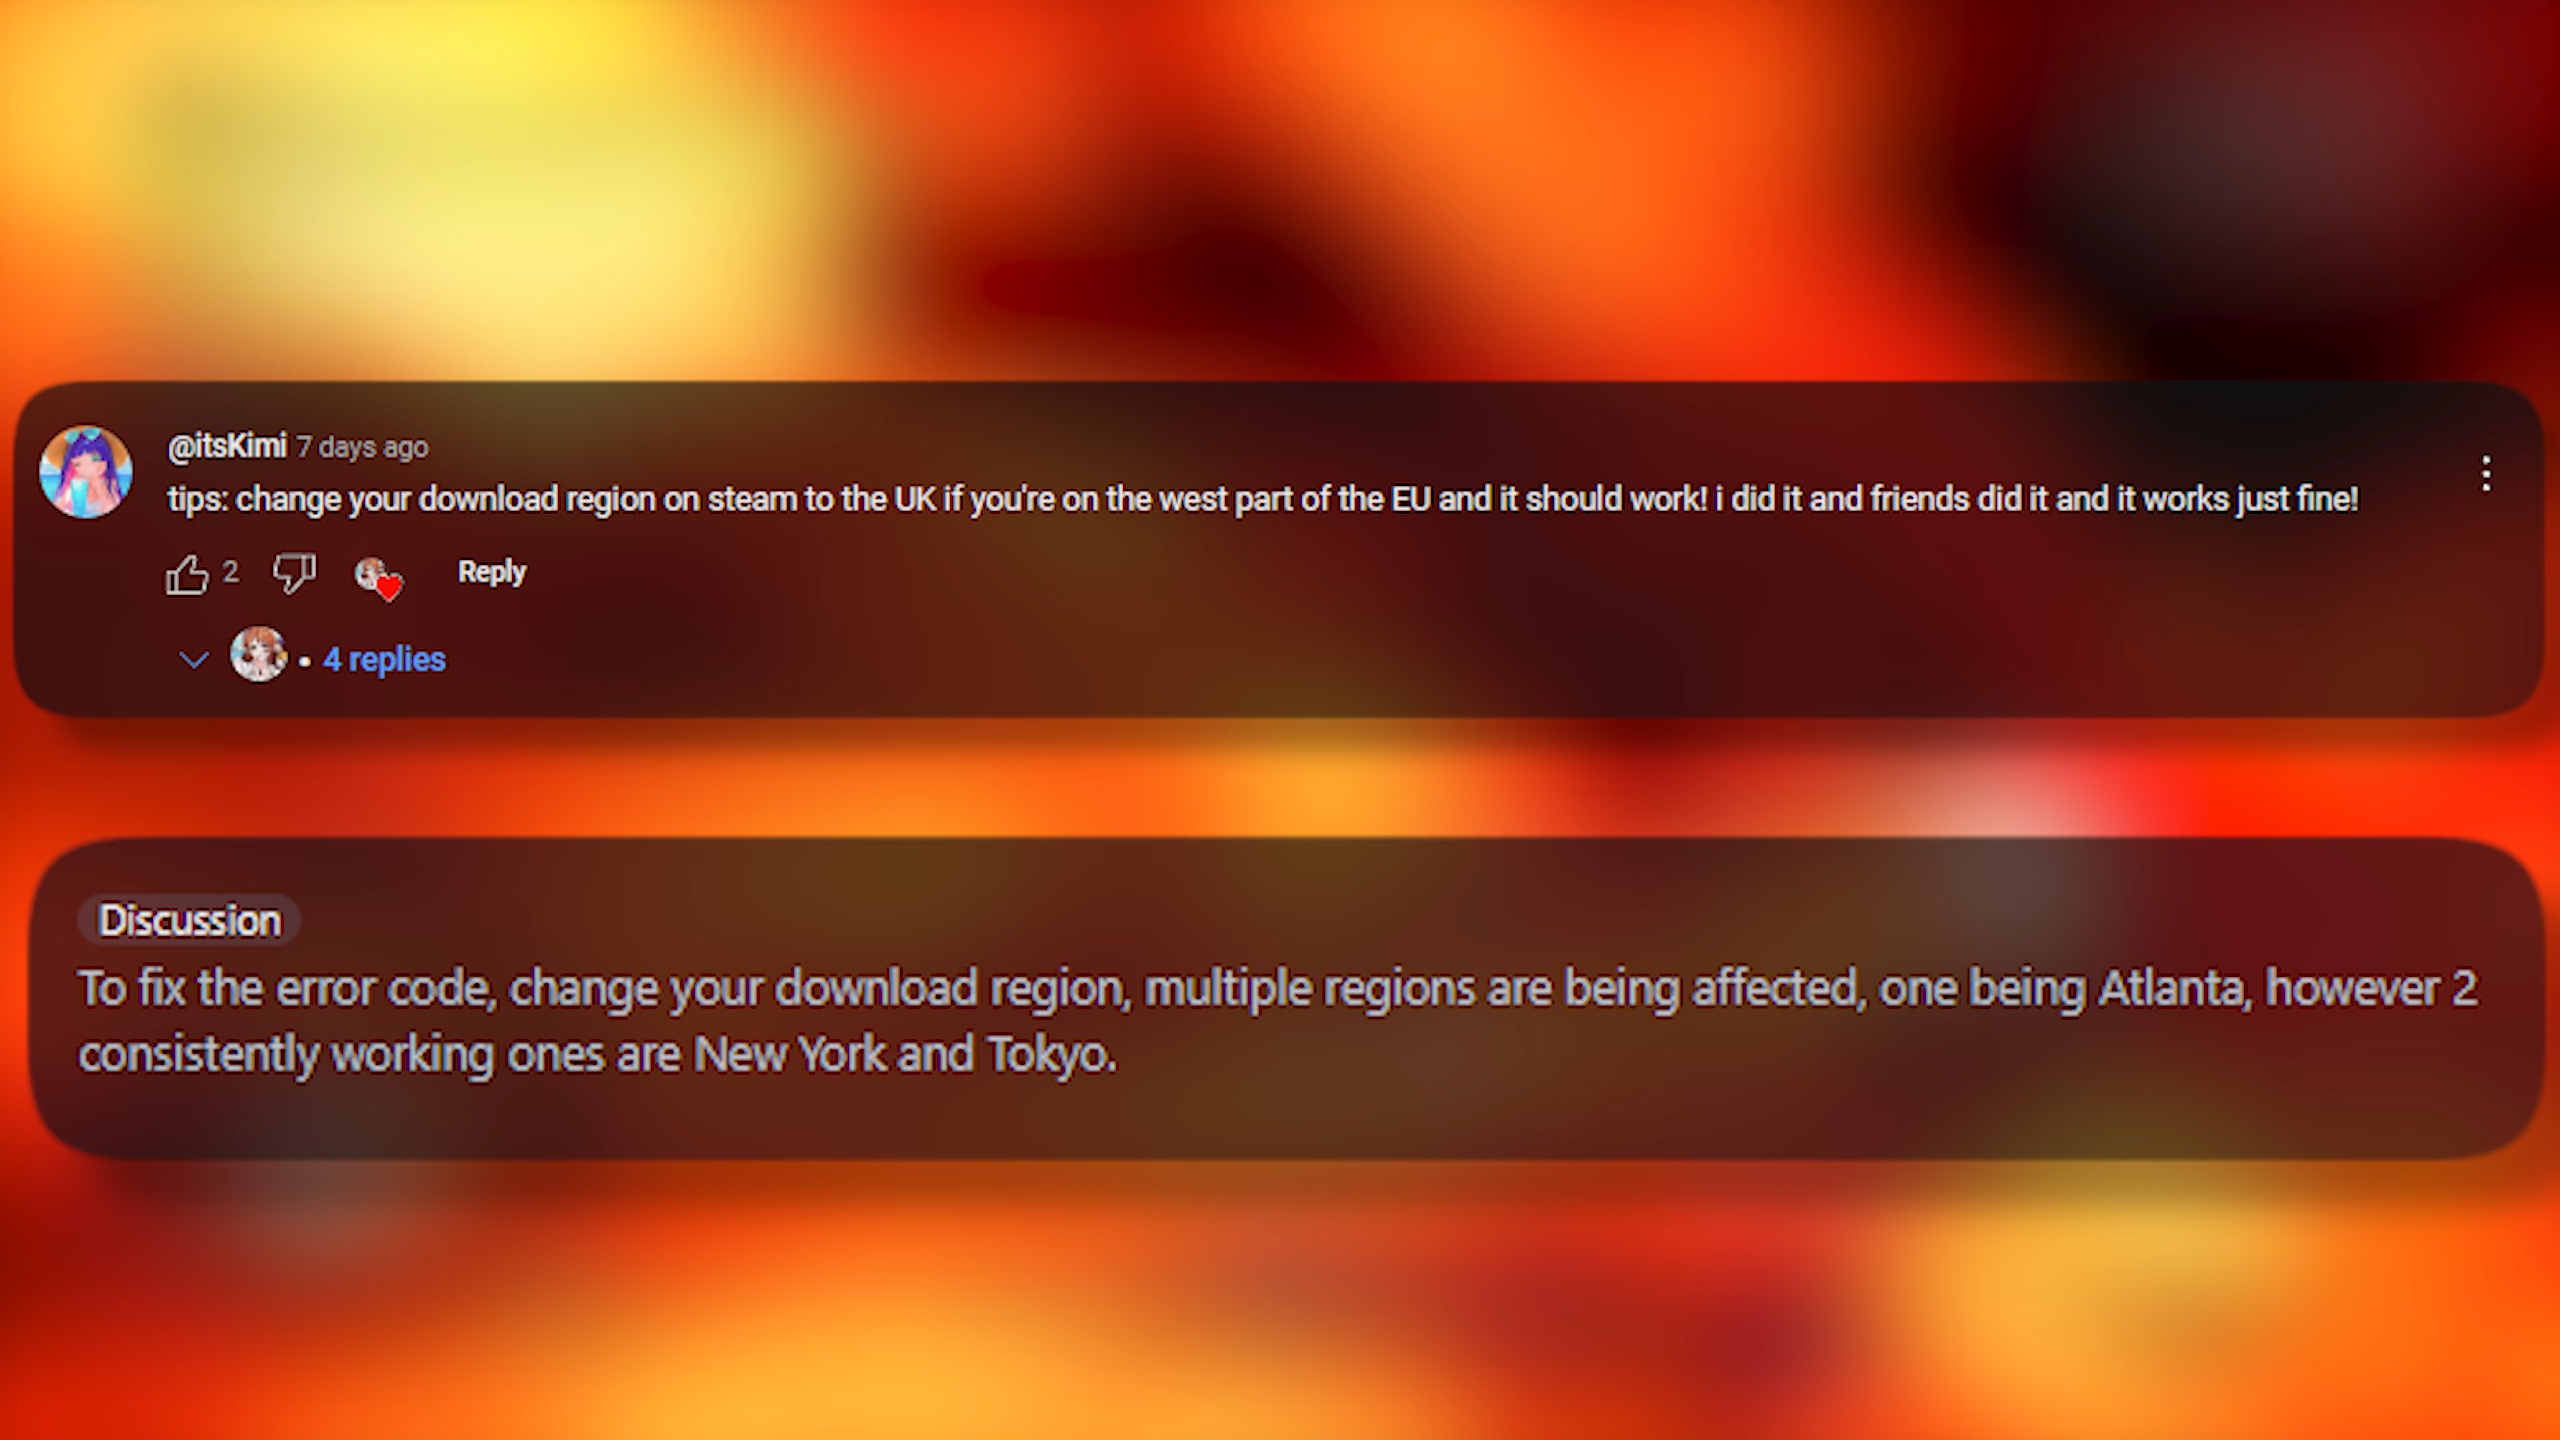 @itsKimi 7 days ago
tips: change your download region on steam to the UK if you're on the west part of the EU and it should work! i did it and friends did it and it works just fine!
2 Reply
• 4 replies
Discussion
To fix the error code, change your download region, multiple regions are being affected, one being Atlanta, however 2
consistently working ones are New York and Tokyo.